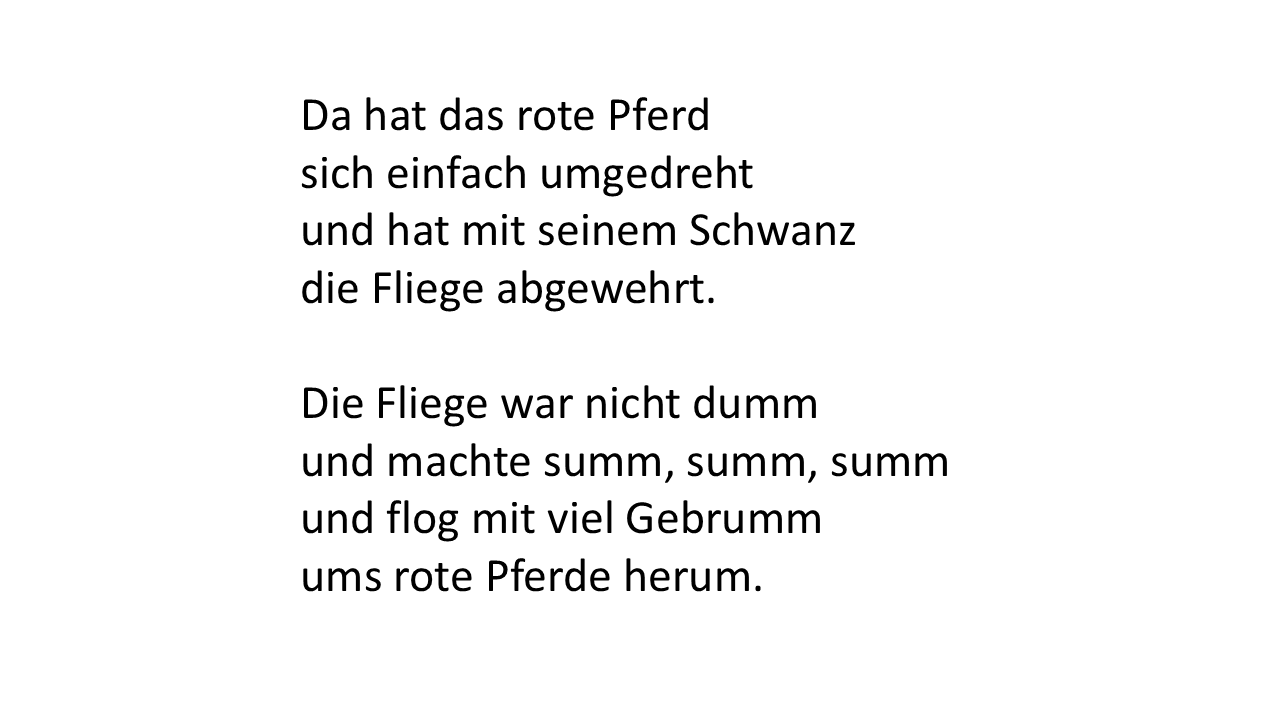 Da hat das rote Pferd
sich einfach umgedreht
und hat mit seinem Schwanz
die Fliege abgewehrt.

Die Fliege war nicht dumm
und machte summ, summ, summ
und flog mit viel Gebrumm
ums rote Pferde herum.